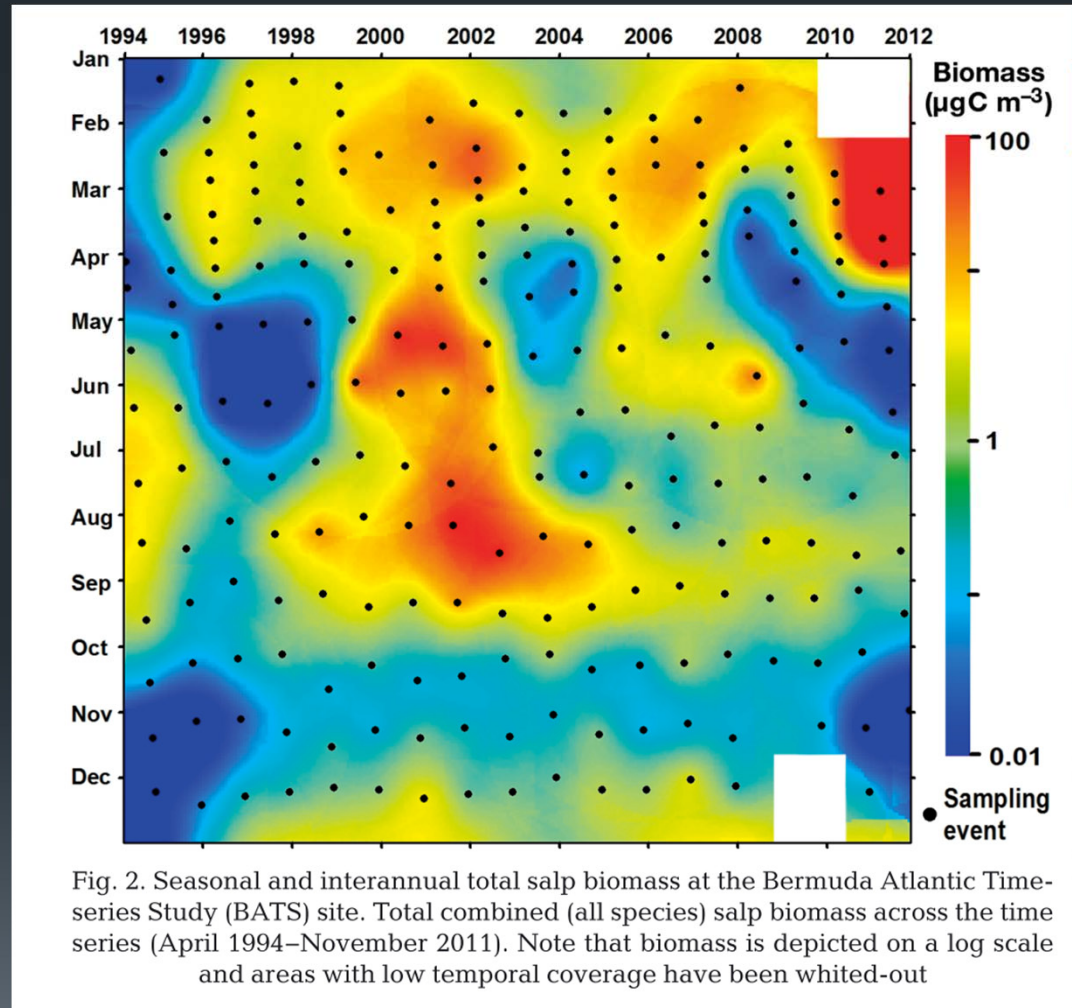 1994 1996 1998 2000 2002 2004 2006 2008 2010 2012
Jan
Feb
Mar
Apr
May
Jun
Jul
Aug
Sep
Oct
Nov
Dec
Biomass
(µgC m⁻³)
100
1
0.01
Sampling
event
Fig. 2. Seasonal and interannual total salp biomass at the Bermuda Atlantic Time-
series Study (BATS) site. Total combined (all species) salp biomass across the time
series (April 1994–November 2011). Note that biomass is depicted on a log scale
and areas with low temporal coverage have been whited-out